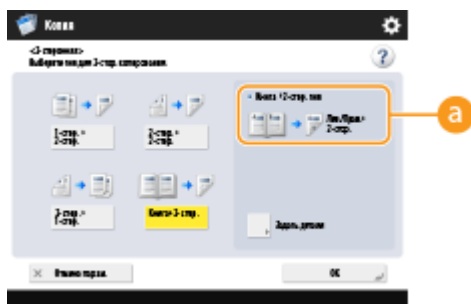 Копия
<2-сторонняя>
Выберите тип для 2-стор. копирования.
1-стор.►
2-стор.
2-стор.►
2-стор.
2-стор.►
1-стор.
Книга►2-стор.
Книга►2-стор. тип
Лев./Прав.►
2-стор.
Задать детали
Отмена парам.
OK
a